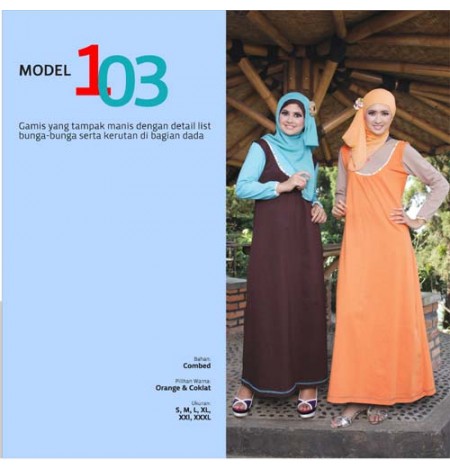 MODEL 103
Gamis yang tampak manis dengan detail list
bunga-bunga serta kerutan di bagian dada
Bahan:
Combed
Pilihan Warna:
Orange & Coklat
Ukuran:
S, M, L, XL,
XXl, XXXL